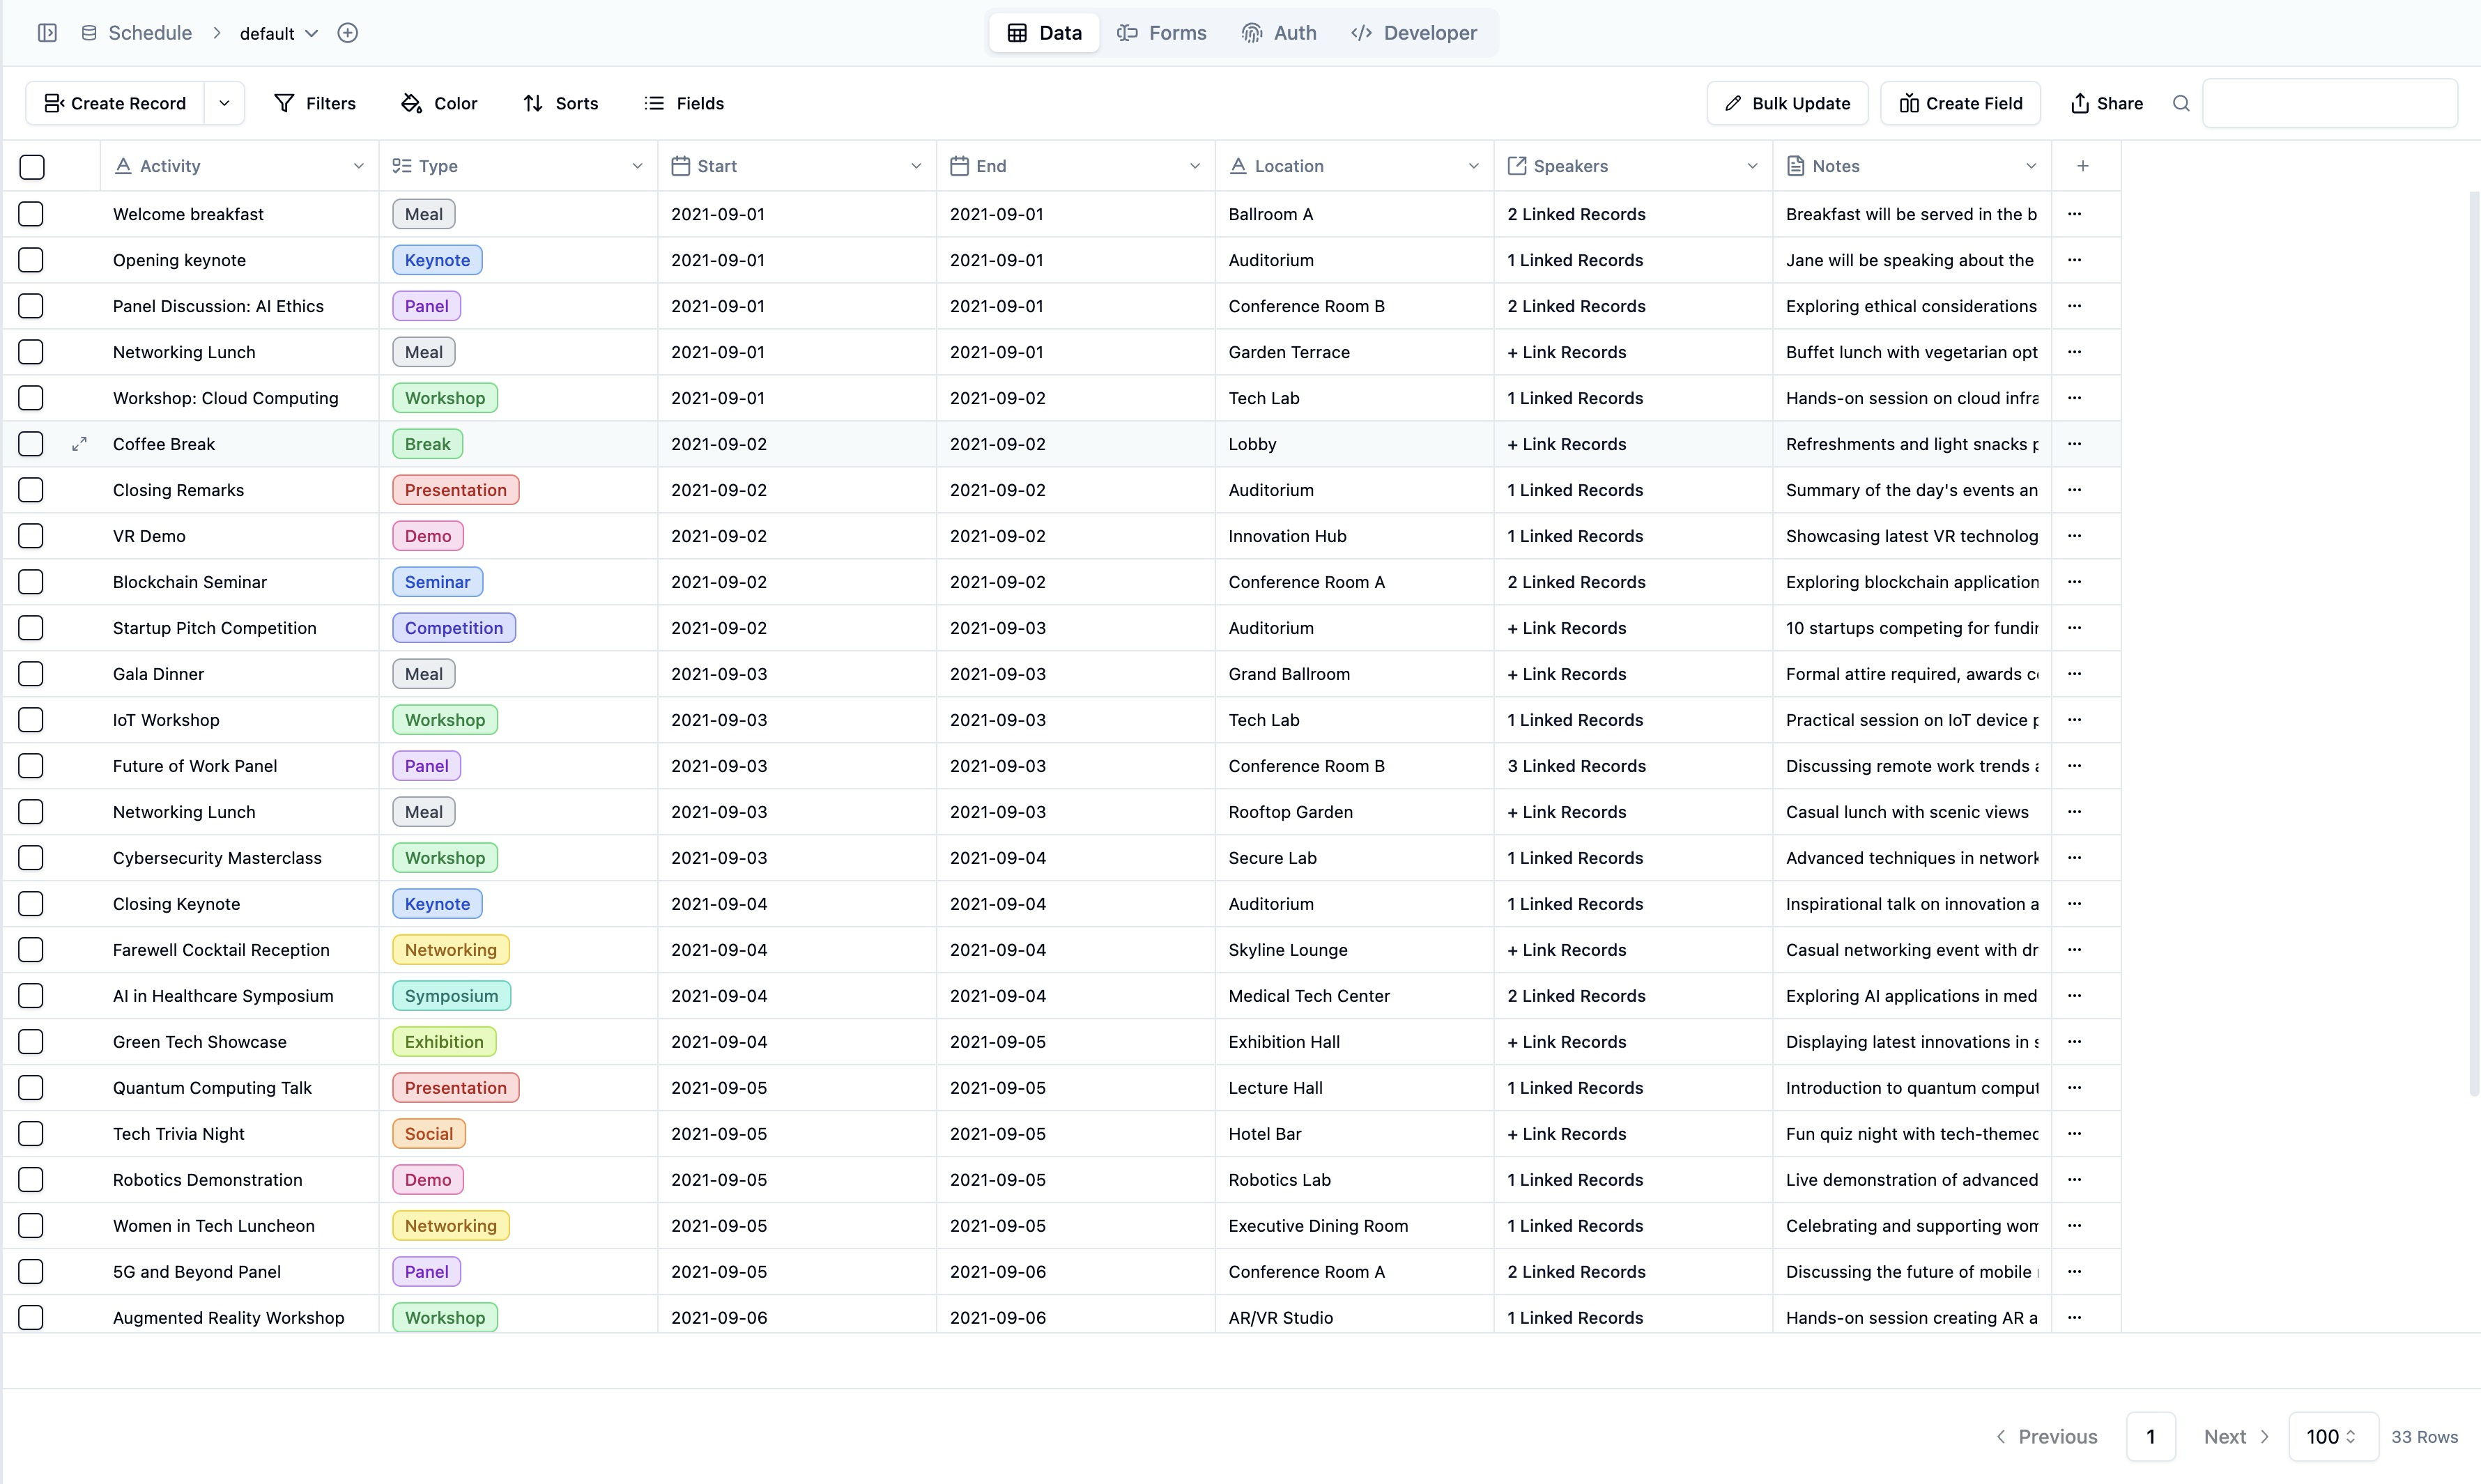 Schedule > default
Data Forms Auth </> Developer
Create Record Filters Color Sorts Fields Bulk Update Create Field Share
Activity Type Start End Location Speakers Notes +
Welcome breakfast Meal 2021-09-01 2021-09-01 Ballroom A 2 Linked Records Breakfast will be served in the b ...
Opening keynote Keynote 2021-09-01 2021-09-01 Auditorium 1 Linked Records Jane will be speaking about the ...
Panel Discussion: AI Ethics Panel 2021-09-01 2021-09-01 Conference Room B 2 Linked Records Exploring ethical considerations ...
Networking Lunch Meal 2021-09-01 2021-09-01 Garden Terrace + Link Records Buffet lunch with vegetarian opt ...
Workshop: Cloud Computing Workshop 2021-09-01 2021-09-02 Tech Lab 1 Linked Records Hands-on session on cloud infra ...
Coffee Break Break 2021-09-02 2021-09-02 Lobby + Link Records Refreshments and light snacks p ...
Closing Remarks Presentation 2021-09-02 2021-09-02 Auditorium 1 Linked Records Summary of the day's events an ...
VR Demo Demo 2021-09-02 2021-09-02 Innovation Hub 1 Linked Records Showcasing latest VR technolog ...
Blockchain Seminar Seminar 2021-09-02 2021-09-02 Conference Room A 2 Linked Records Exploring blockchain application ...
Startup Pitch Competition Competition 2021-09-02 2021-09-03 Auditorium + Link Records 10 startups competing for fundin ...
Gala Dinner Meal 2021-09-03 2021-09-03 Grand Ballroom + Link Records Formal attire required, awards c ...
IoT Workshop Workshop 2021-09-03 2021-09-03 Tech Lab 1 Linked Records Practical session on IoT device p ...
Future of Work Panel Panel 2021-09-03 2021-09-03 Conference Room B 3 Linked Records Discussing remote work trends a ...
Networking Lunch Meal 2021-09-03 2021-09-03 Rooftop Garden + Link Records Casual lunch with scenic views ...
Cybersecurity Masterclass Workshop 2021-09-03 2021-09-04 Secure Lab 1 Linked Records Advanced techniques in network ...
Closing Keynote Keynote 2021-09-04 2021-09-04 Auditorium 1 Linked Records Inspirational talk on innovation a ...
Farewell Cocktail Reception Networking 2021-09-04 2021-09-04 Skyline Lounge + Link Records Casual networking event with dr ...
AI in Healthcare Symposium Symposium 2021-09-04 2021-09-04 Medical Tech Center 2 Linked Records Exploring AI applications in med ...
Green Tech Showcase Exhibition 2021-09-04 2021-09-05 Exhibition Hall + Link Records Displaying latest innovations in s ...
Quantum Computing Talk Presentation 2021-09-05 2021-09-05 Lecture Hall 1 Linked Records Introduction to quantum comput ...
Tech Trivia Night Social 2021-09-05 2021-09-05 Hotel Bar + Link Records Fun quiz night with tech-themed ...
Robotics Demonstration Demo 2021-09-05 2021-09-05 Robotics Lab 1 Linked Records Live demonstration of advanced ...
Women in Tech Luncheon Networking 2021-09-05 2021-09-05 Executive Dining Room 1 Linked Records Celebrating and supporting wom ...
5G and Beyond Panel Panel 2021-09-05 2021-09-06 Conference Room A 2 Linked Records Discussing the future of mobile ...
Augmented Reality Workshop Workshop 2021-09-06 2021-09-06 AR/VR Studio 1 Linked Records Hands-on session creating AR a ...
< Previous 1 Next > 100 33 Rows